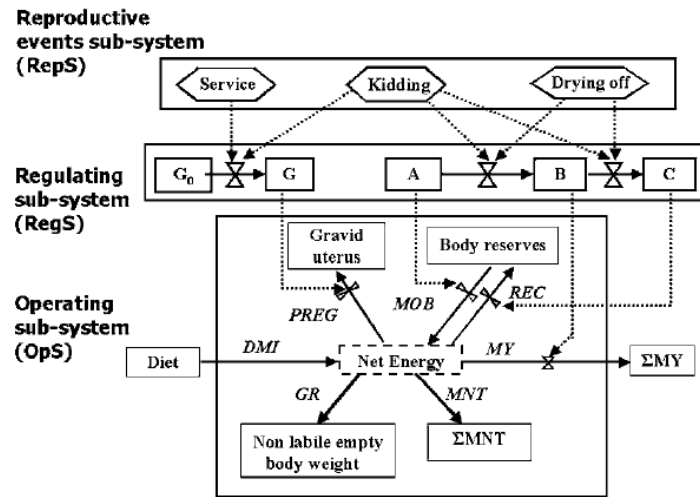 Reproductive
events sub-system
(RepS)
Service
Kidding
Drying off
Regulating
sub-system
(RegS)
G₀
G
A
B
C
Operating
sub-system
(OpS)
Gravid
uterus
Body reserves
PREG
MOB
REC
Diet
DMI
Net Energy
MY
ΣMY
GR
MNT
Non labile empty
body weight
ΣMNT